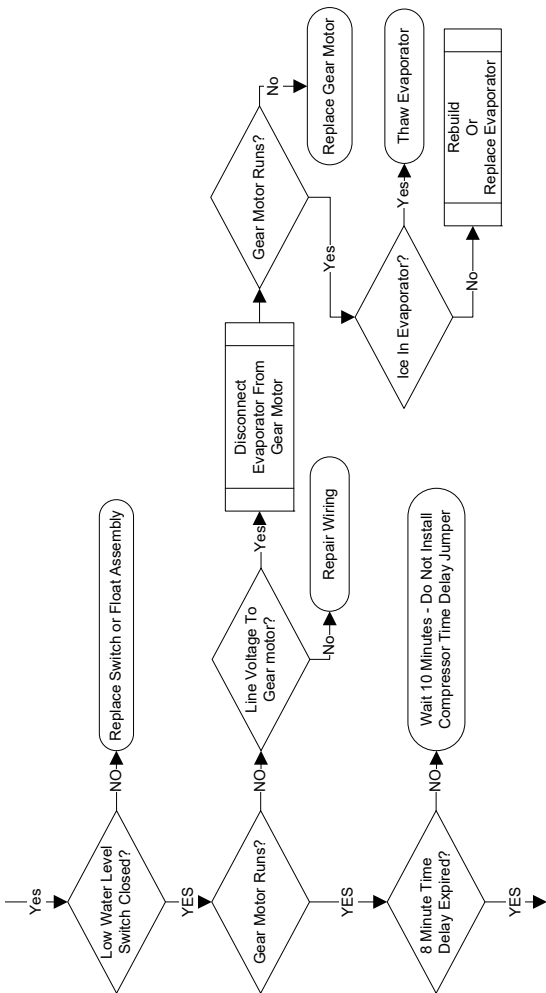 Yes
Low Water Level
Switch Closed?
NO
Replace Switch or Float Assembly
YES
Gear Motor Runs?
NO
Line Voltage To
Gear motor?
No
Repair Wiring
Yes
Disconnect
Evaporator From
Gear Motor
Gear Motor Runs?
No
Replace Gear Motor
Yes
Ice In Evaporator?
Yes
Thaw Evaporator
No
Rebuild
Or
Replace Evaporator
YES
8 Minute Time
Delay Expired?
NO
Wait 10 Minutes - Do Not Install
Compressor Time Delay Jumper
YES